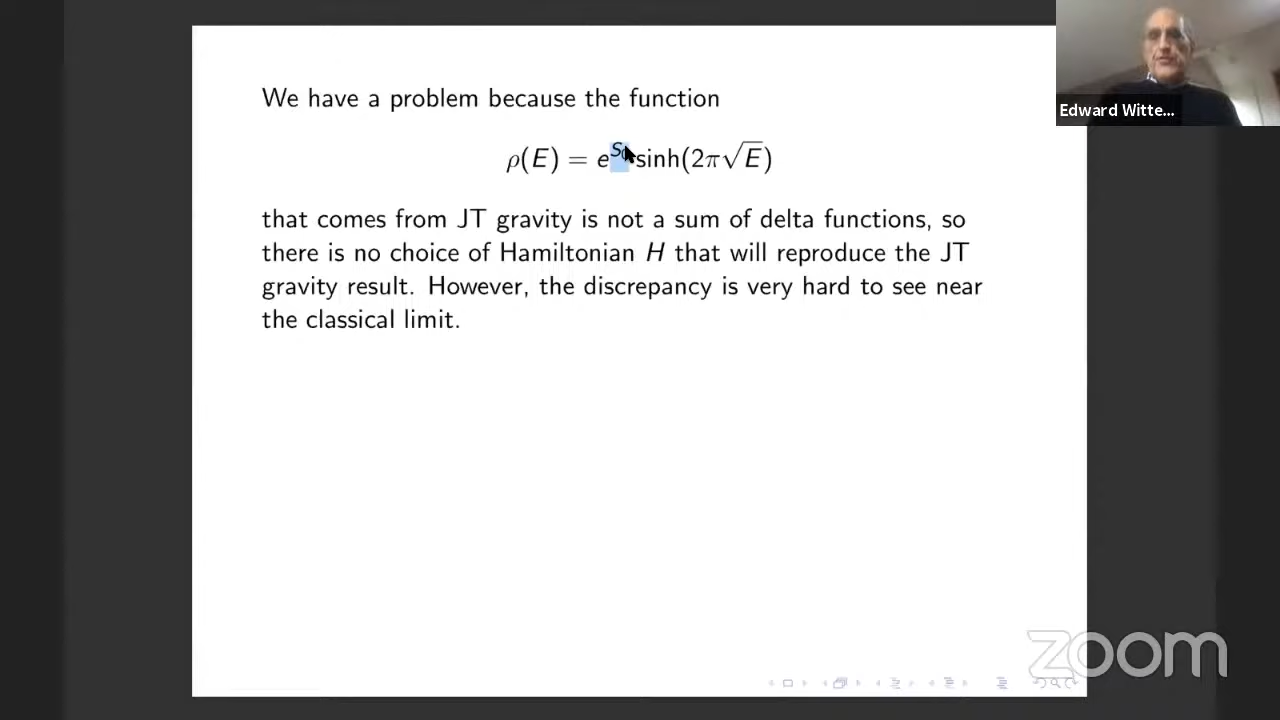 We have a problem because the function
ρ(E) = e^S₀ sinh(2π√E)
that comes from JT gravity is not a sum of delta functions, so
there is no choice of Hamiltonian H that will reproduce the JT
gravity result. However, the discrepancy is very hard to see near
the classical limit.
Edward Witte...
zoom